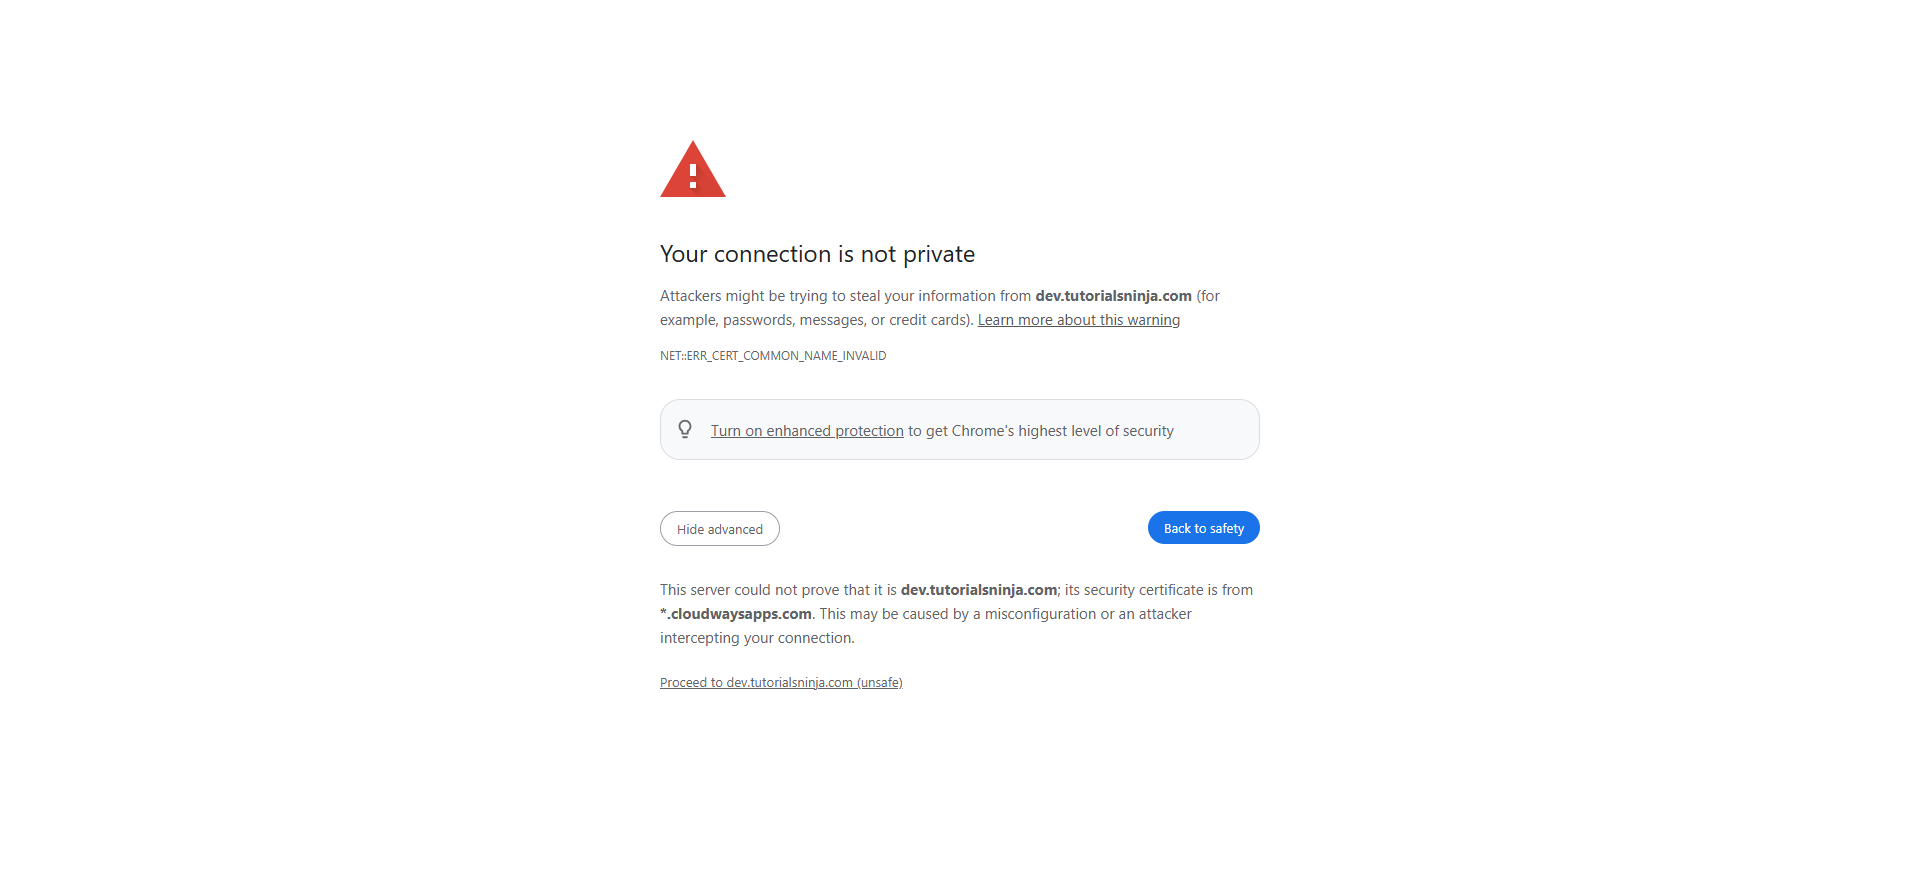 Your connection is not private
Attackers might be trying to steal your information from dev.tutorialsninja.com (for
example, passwords, messages, or credit cards). Learn more about this warning
NET::ERR_CERT_COMMON_NAME_INVALID
Turn on enhanced protection to get Chrome's highest level of security
Hide advanced
Back to safety
This server could not prove that it is dev.tutorialsninja.com; its security certificate is from
*.cloudwaysapps.com. This may be caused by a misconfiguration or an attacker
intercepting your connection.
Proceed to dev.tutorialsninja.com (unsafe)